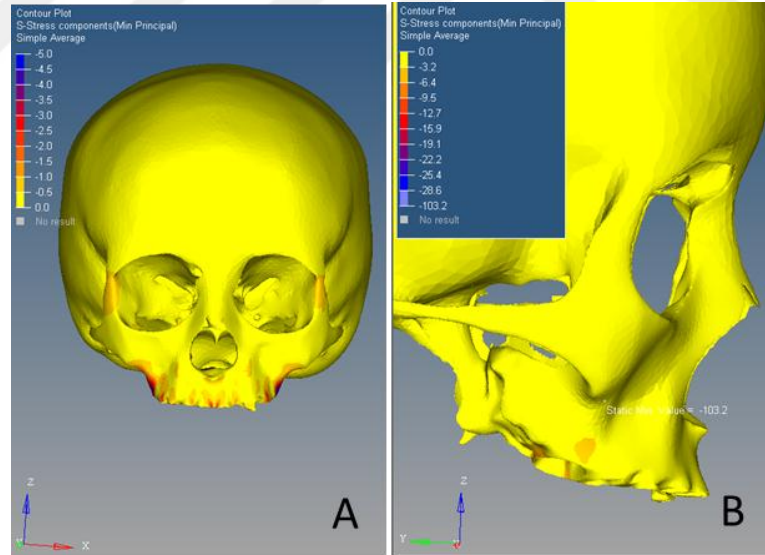 Contour Plot
S-Stress components(Min Principal)
Simple Average
-5.0
-4.5
-4.0
-3.5
-3.0
-2.5
-2.0
-1.5
-1.0
-0.5
0.0
No result
Z
X
A
Contour Plot
S-Stress components(Min Principal)
Simple Average
0.0
-3.2
-6.4
-9.5
-12.7
-15.9
-19.1
-22.2
-25.4
-28.6
-103.2
No result
Static Value = -103.2
Z
Y
B